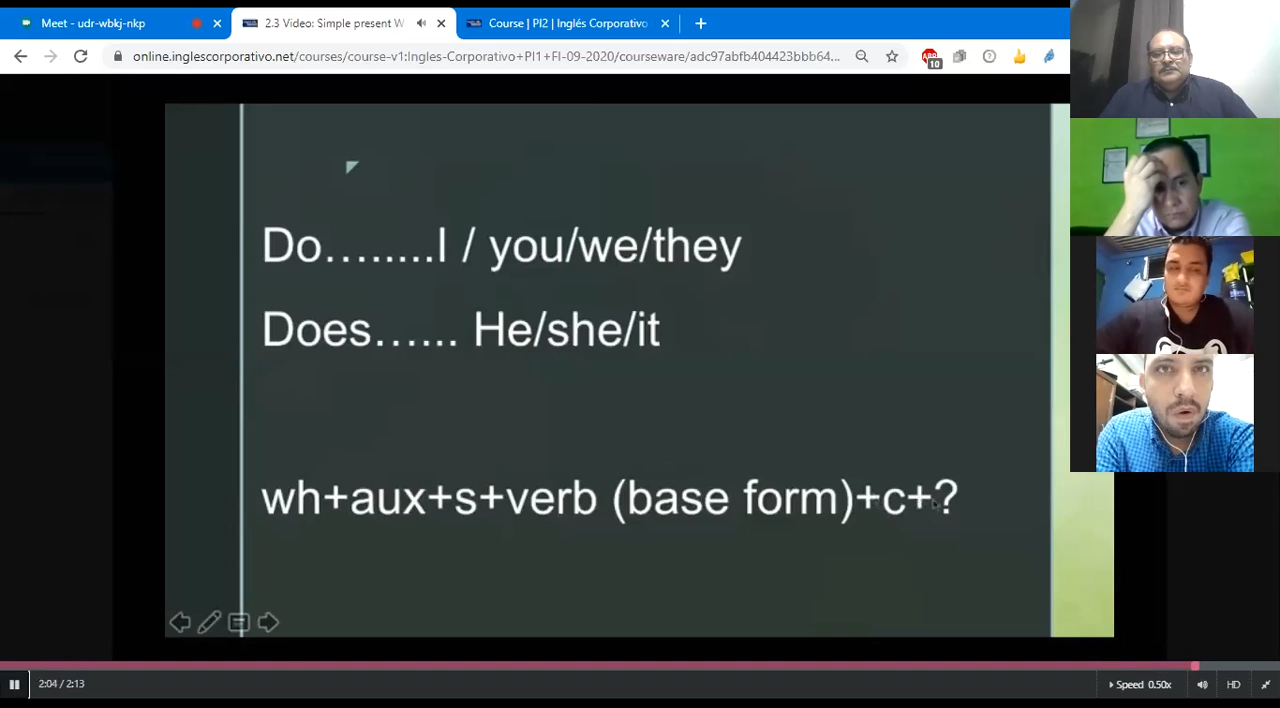 Meet - udr-wbkj-nkp
2.3 Video: Simple present W
Course | PI2 | Inglés Corporativo
online.inglescorporativo.net/courses/course-v1:Ingles-Corporativo+PI1+FI-09-2020/courseware/adc97abfb404423bbb64...
10
Do…......I / you/we/they
Does…... He/she/it
wh+aux+s+verb (base form)+c+?
2:04 / 2:13
Speed 0.50x
HD